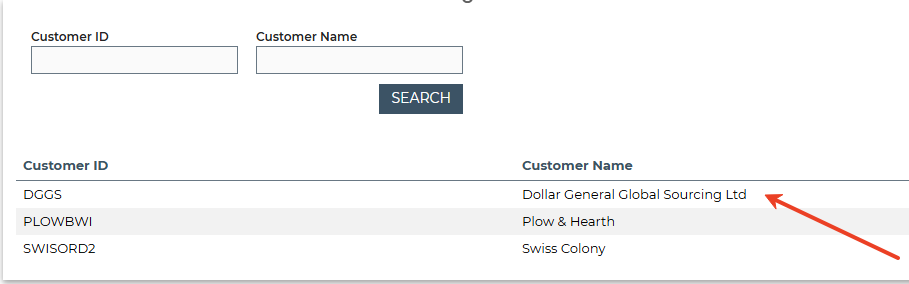 Customer ID Customer Name
SEARCH
Customer ID Customer Name
DGGS Dollar General Global Sourcing Ltd
PLOWBWI Plow & Hearth
SWISORD2 Swiss Colony